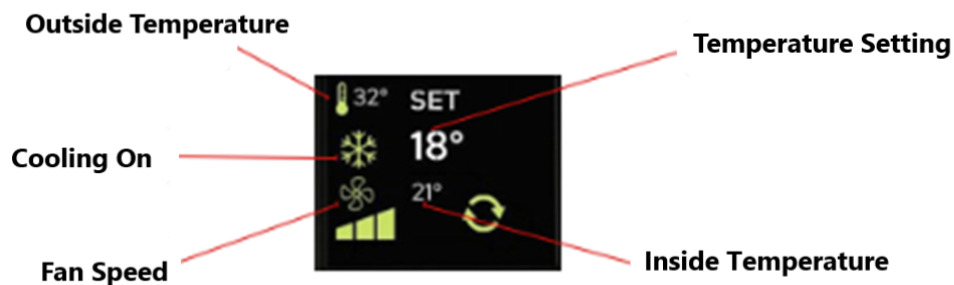 Outside Temperature
Temperature Setting
32° SET
18°
Cooling On
21°
Inside Temperature
Fan Speed